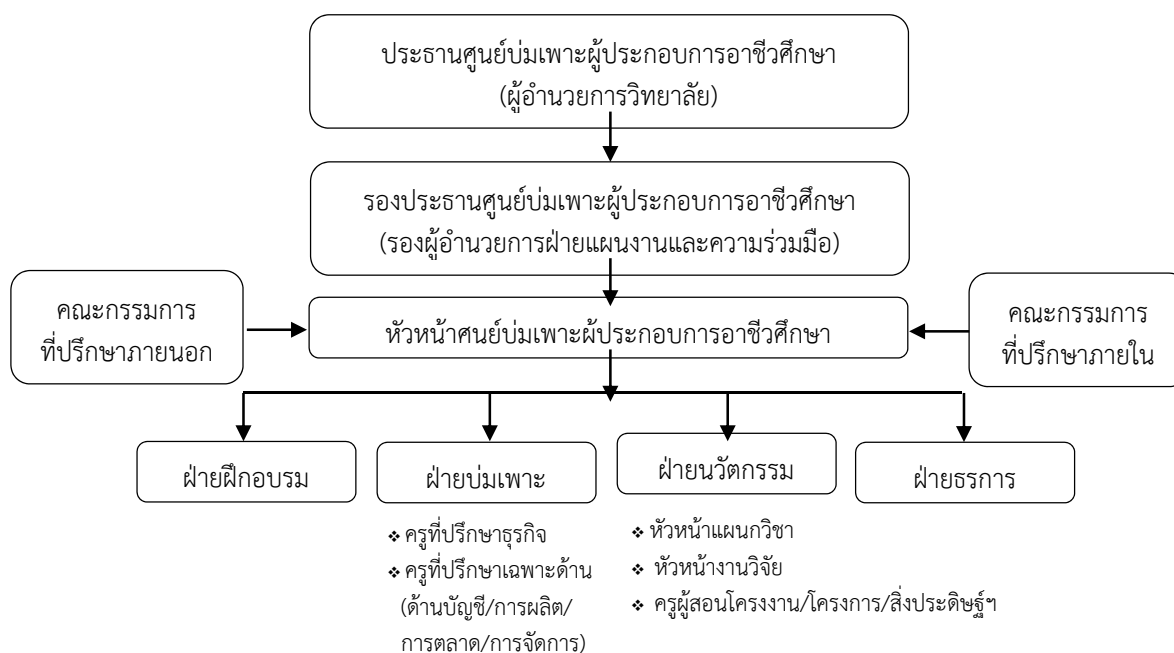 ประธานศูนย์บ่มเพาะผู้ประกอบการอาชีวศึกษา
(ผู้อำนวยการวิทยาลัย)
รองประธานศูนย์บ่มเพาะผู้ประกอบการอาชีวศึกษา
(รองผู้อำนวยการฝ่ายแผนงานและความร่วมมือ)
คณะกรรมการ
ที่ปรึกษาภายนอก
หัวหน้าศนย์บ่มเพาะผ้ประกอบการอาชีวศึกษา
คณะกรรมการ
ที่ปรึกษาภายใน
ฝ่ายฝึกอบรม
ฝ่ายบ่มเพาะ
ฝ่ายนวัตกรรม
ฝ่ายธรการ
❖ ครูที่ปรึกษาธุรกิจ
❖ ครูที่ปรึกษาเฉพาะด้าน
(ด้านบัญชี/การผลิต/
การตลาด/การจัดการ)
❖ หัวหน้าแผนกวิชา
❖ หัวหน้างานวิจัย
❖ ครูผู้สอนโครงงาน/โครงการ/สิ่งประดิษฐ์ฯ